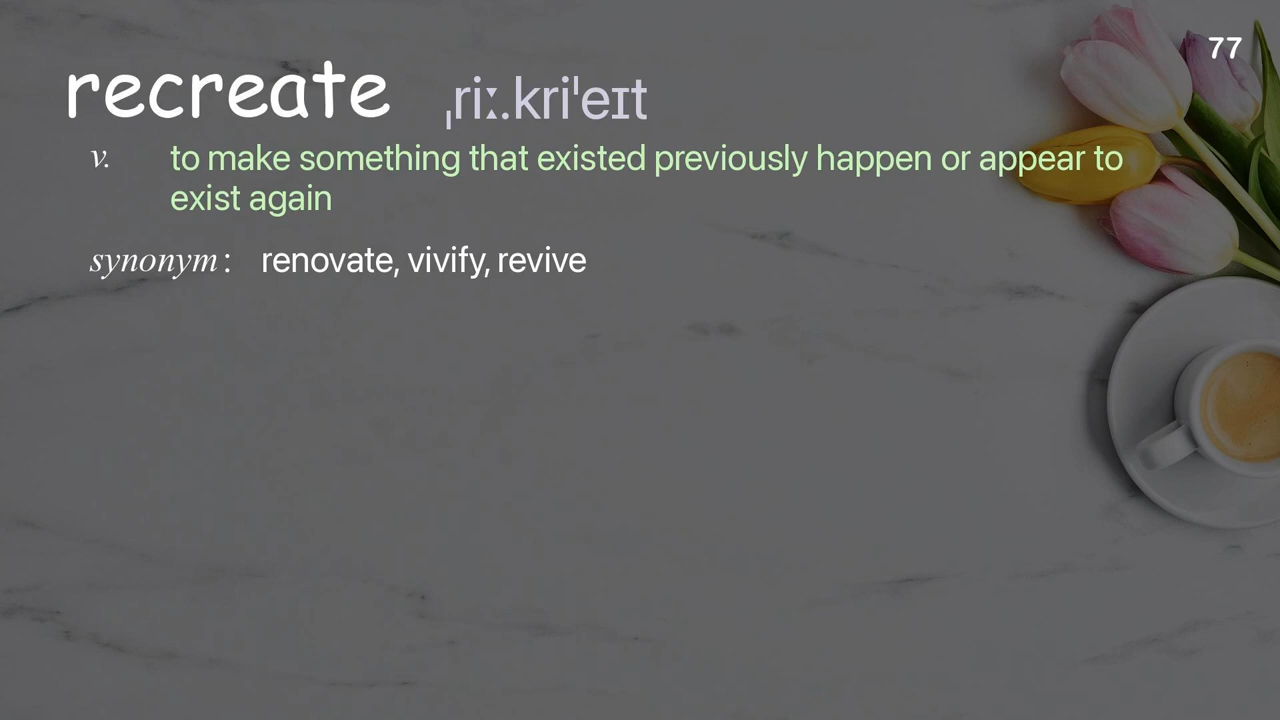 77
recreate ˌriː.kriˈeɪt
v. to make something that existed previously happen or appear to
exist again
synonym : renovate, vivify, revive